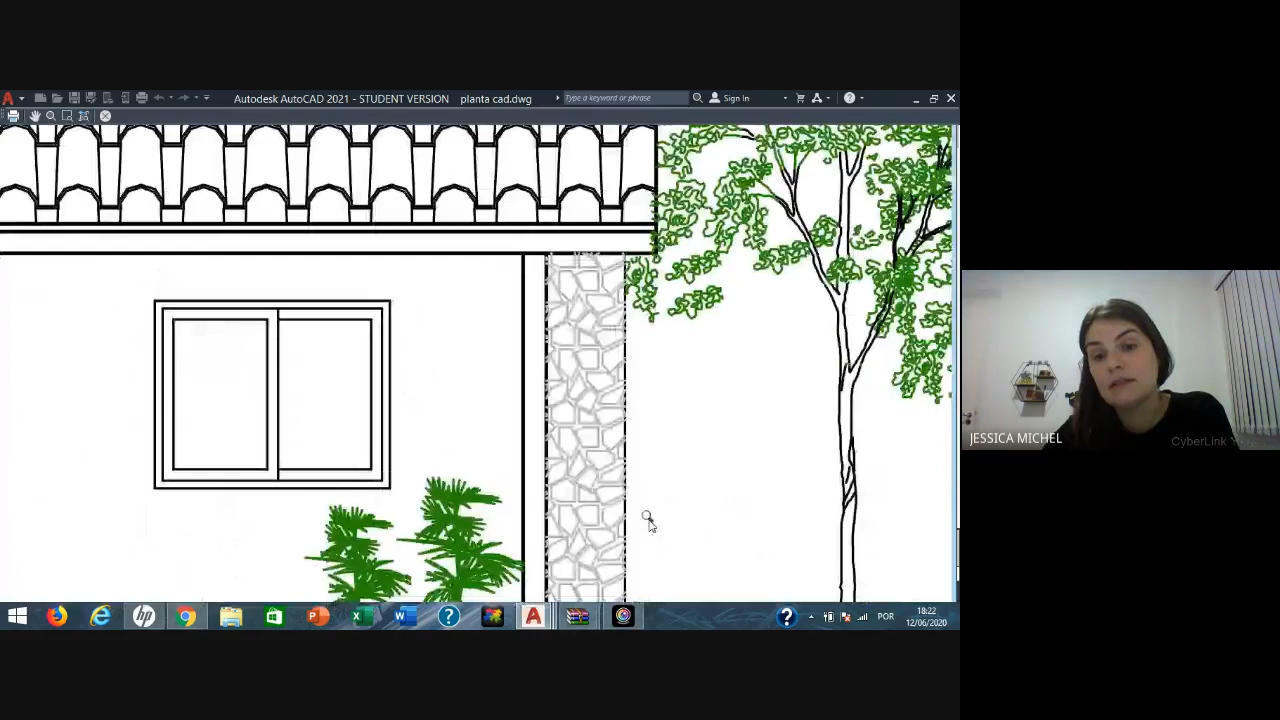 Autodesk AutoCAD 2021 - STUDENT VERSION planta cad.dwg
Type a keyword or phrase
Sign In
JESSICA MICHEL
CyberLink
hp
POR
18:22
12/06/2020